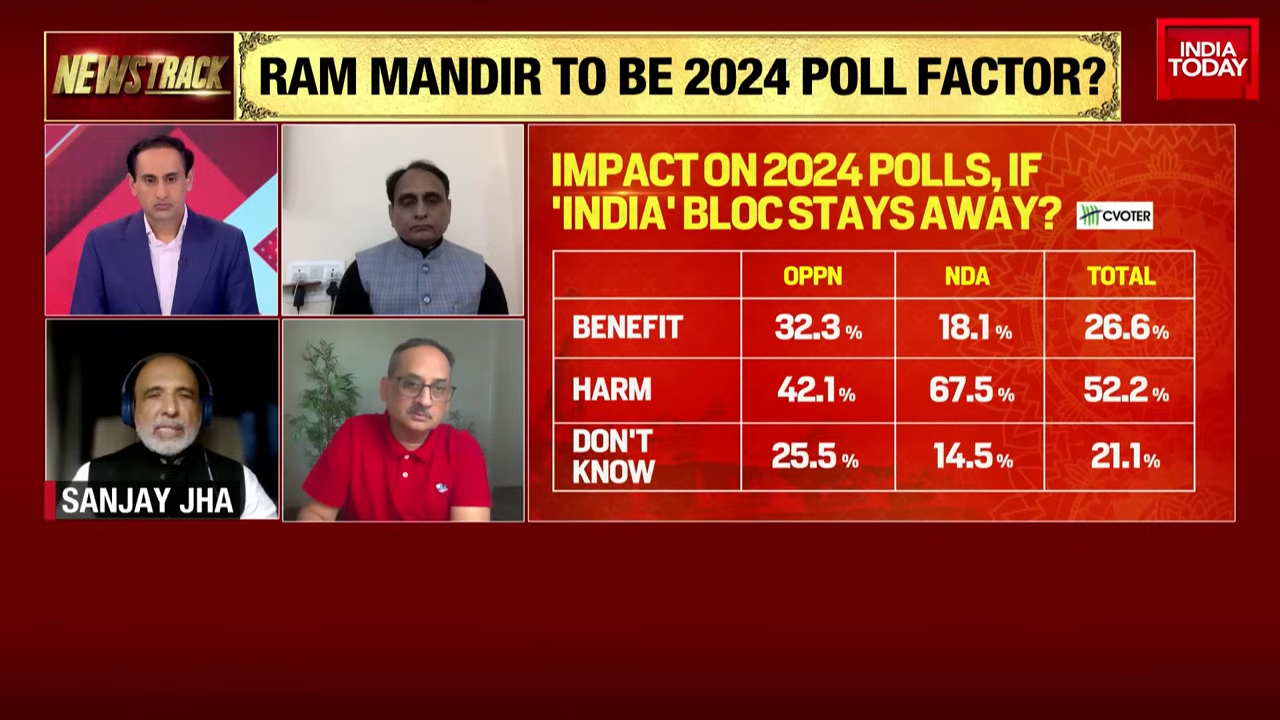 NEWSTRACK
RAM MANDIR TO BE 2024 POLL FACTOR?
INDIA
TODAY
IMPACT ON 2024 POLLS, IF
'INDIA' BLOC STAYS AWAY?
CVOTER
OPPN NDA TOTAL
BENEFIT 32.3% 18.1% 26.6%
HARM 42.1% 67.5% 52.2%
DON'T
KNOW 25.5% 14.5% 21.1%
SANJAY JHA